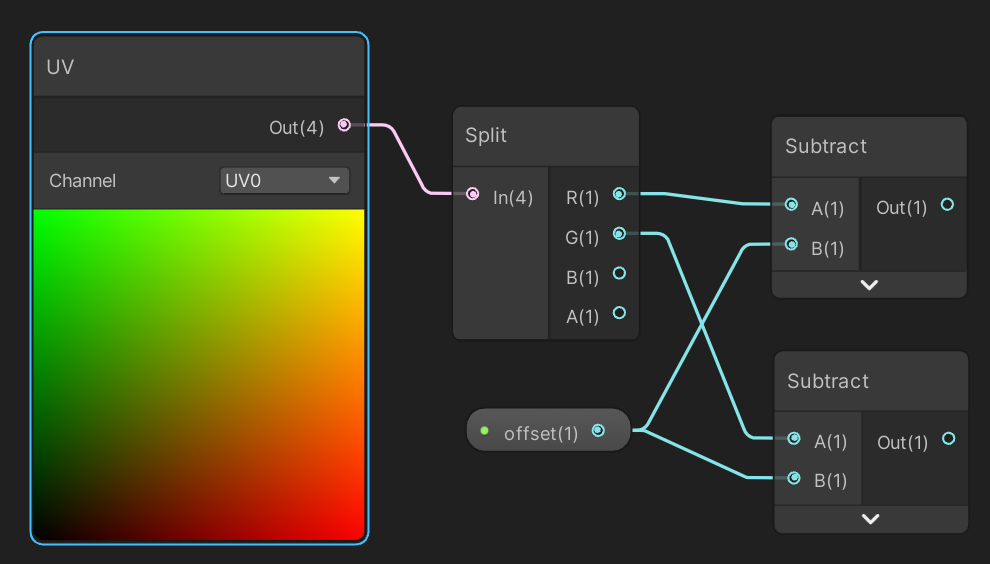 UV
Out(4)
Channel
UV0
Split
In(4)
R(1)
G(1)
B(1)
A(1)
offset(1)
Subtract
A(1)
Out(1)
B(1)
Subtract
A(1)
Out(1)
B(1)